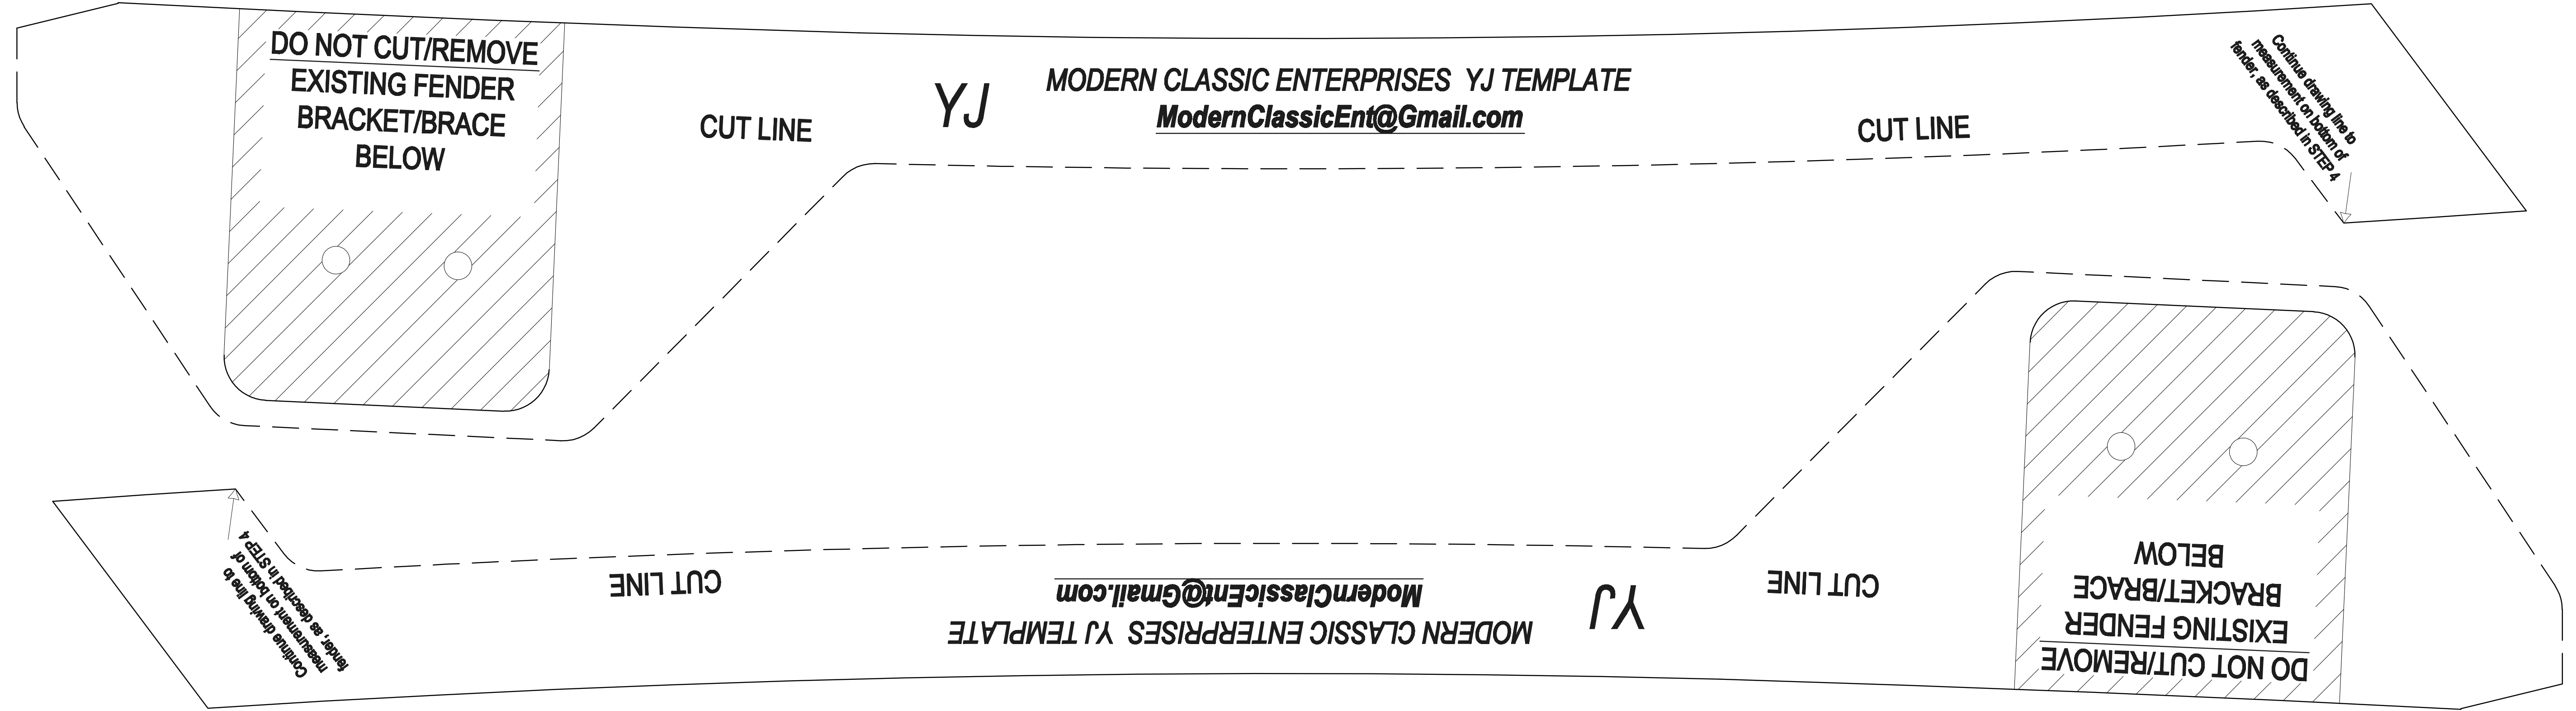 DO NOT CUT/REMOVE
EXISTING FENDER
BRACKET/BRACE
BELOW
CUT LINE
YJ
MODERN CLASSIC ENTERPRISES YJ TEMPLATE
ModernClassicEnt@Gmail.com
CUT LINE
Continue drawing line to
measurement on bottom of
fender, as described in STEP 4
DO NOT CUT/REMOVE
EXISTING FENDER
BRACKET/BRACE
BELOW
CUT LINE
YJ
MODERN CLASSIC ENTERPRISES YJ TEMPLATE
ModernClassicEnt@Gmail.com
CUT LINE
Continue drawing line to
measurement on bottom of
fender, as described in STEP 4